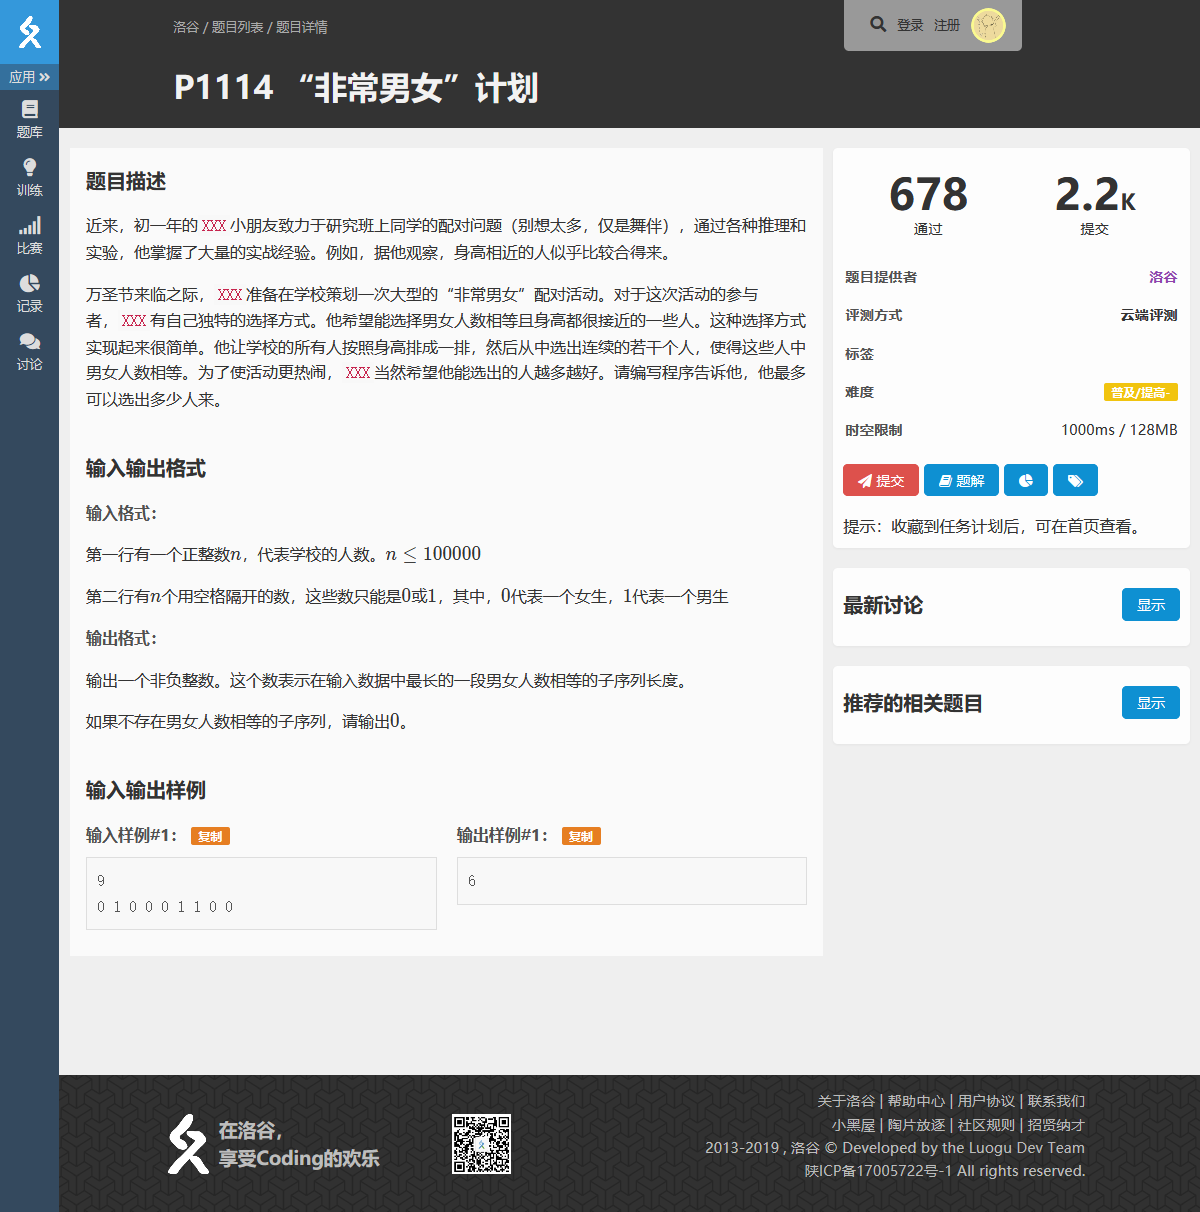 洛谷 / 题目列表 / 题目详情
登录 注册
P1114 “非常男女”计划
应用
题库
训练
比赛
记录
讨论
题目描述
近来，初一年的 XXX 小朋友致力于研究班上同学的配对问题（别想太多，仅是舞伴），通过各种推理和
实验，他掌握了大量的实战经验。例如，据他观察，身高相近的人似乎比较合得来。
万圣节来临之际， XXX 准备在学校策划一次大型的“非常男女”配对活动。对于这次活动的参与
者， XXX 有自己独特的选择方式。他希望能选择男女人数相等且身高都很接近的一些人。这种选择方式
实现起来很简单。他让学校的所有人按照身高排成一排，然后从中选出连续的若干个人，使得这些人中
男女人数相等。为了使活动更热闹， XXX 当然希望他能选出的人越多越好。请编写程序告诉他，他最多
可以选出多少人来。
输入输出格式
输入格式：
第一行有一个正整数n，代表学校的人数。n ≤ 100000
第二行有n个用空格隔开的数，这些数只能是0或1，其中，0代表一个女生，1代表一个男生
输出格式：
输出一个非负整数。这个数表示在输入数据中最长的一段男女人数相等的子序列长度。
如果不存在男女人数相等的子序列，请输出0。
输入输出样例
输入样例#1： 复制
9
0 1 0 0 0 1 1 0 0
输出样例#1： 复制
6
678 2.2K
通过 提交
题目提供者 洛谷
评测方式 云端评测
标签
难度 普及/提高-
时空限制 1000ms / 128MB
提交 题解
提示：收藏到任务计划后，可在首页查看。
最新讨论 显示
推荐的相关题目 显示
在洛谷，
享受Coding的欢乐
关于洛谷 | 帮助中心 | 用户协议 | 联系我们
小黑屋 | 陶片放逐 | 社区规则 | 招贤纳才
2013-2019 , 洛谷 © Developed by the Luogu Dev Team
陕ICP备17005722号-1 All rights reserved.